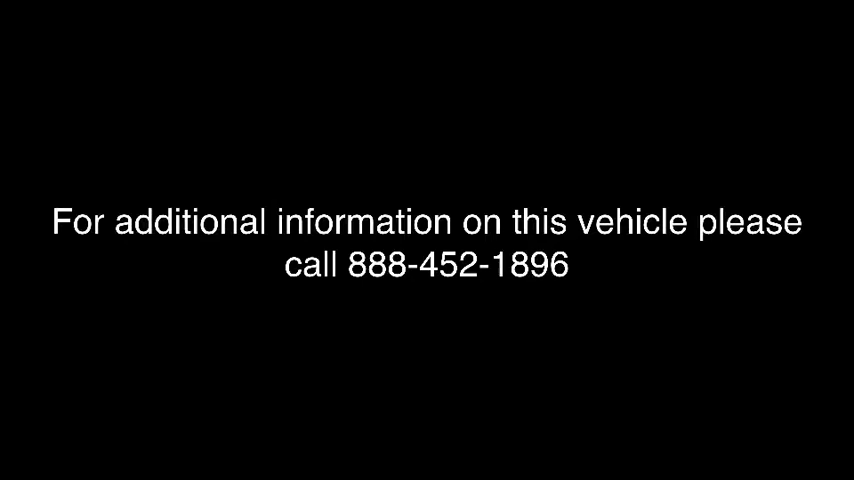 For additional information on this vehicle please
call 888-452-1896